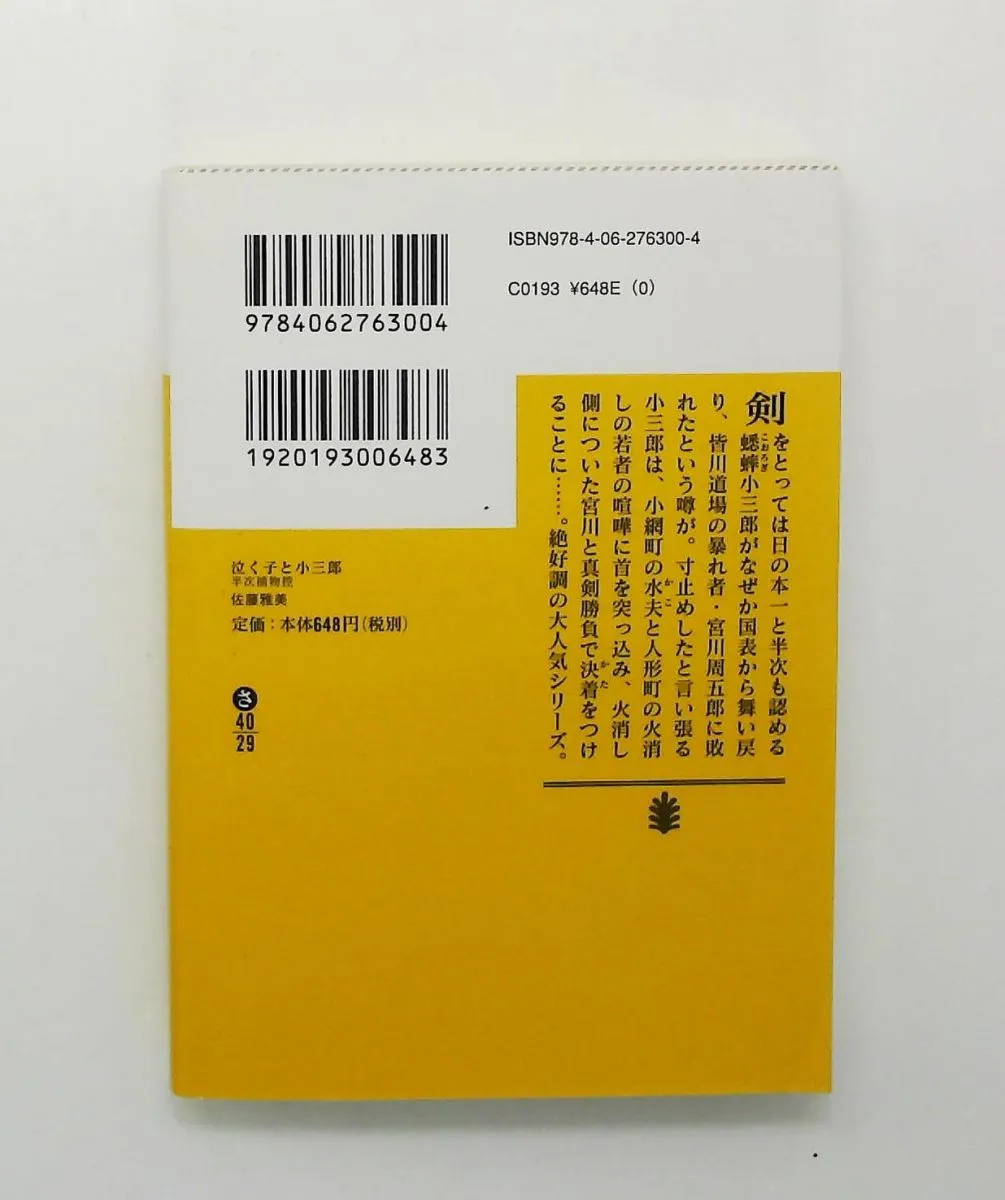 ISBN978-4-06-276300-4
C0193 ¥648E (0)
9784062763004
1920193006483
剣をとっては日の本一と半次も認める
蟋蟀小三郎がなぜか国表から舞い戻
こおろぎ
り、皆川道場の暴れ者・宮川周五郎に敗
れたという噂が。寸止めしたと言い張る
小三郎は、小網町の水夫と人形町の火消
かこ
しの若者の喧嘩に首を突っ込み、火消し
側についた宮川と真剣勝負で決着をつけ
かた
ることに……。絶好調の大人気シリーズ。
泣く子と小三郎
半次捕物控
佐藤雅美
定価：本体648円(税別)
さ
40
29